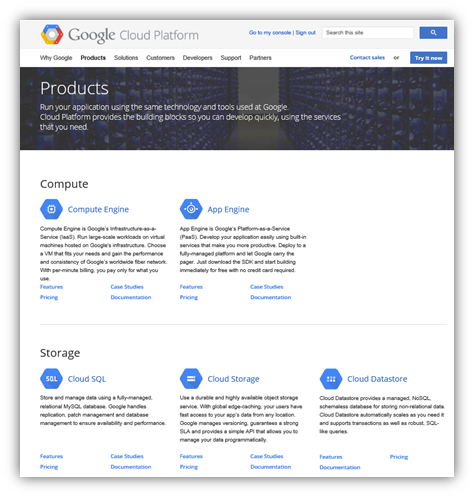 Google Cloud Platform
Go to my console | Sign out
Search this site
Why Google Products Solutions Customers Developers Support Partners
Contact sales or Try it now
Products
Run your application using the same technology and tools used at Google.
Cloud Platform provides the building blocks so you can develop quickly, using the services
that you need.
Compute
Compute Engine
Compute Engine is Google's Infrastructure-as-a-
Service (IaaS). Run large-scale workloads on virtual
machines hosted on Google's infrastructure. Choose
a VM that fits your needs and gain the performance
and consistency of Google's worldwide fiber network.
With per-minute billing, you pay only for what you
use.
Features Case Studies
Pricing Documentation
App Engine
App Engine is Google's Platform-as-a-Service
(PaaS). Develop your application easily using built-in
services that make you more productive. Deploy to a
fully-managed platform and let Google carry the
pager. Just download the SDK and start building
immediately for free with no credit card required.
Features Case Studies
Pricing Documentation
Storage
SQL
Cloud SQL
Store and manage data using a fully-managed,
relational MySQL database. Google handles
replication, patch management and database
management to ensure availability and performance.
Features Case Studies
Pricing Documentation
Cloud Storage
Use a durable and highly available object storage
service. With global edge-caching, your users have
fast access to your app's data from any location.
Google manages versioning, guarantees a strong
SLA and provides a simple API that allows you to
manage your data programmatically.
Features Case Studies
Pricing Documentation
Cloud Datastore
Cloud Datastore provides a managed, NoSQL,
schemaless database for storing non-relational data.
Cloud Datastore automatically scales as you need it
and supports transactions as well as robust, SQL-
like queries.
Features Pricing
Documentation